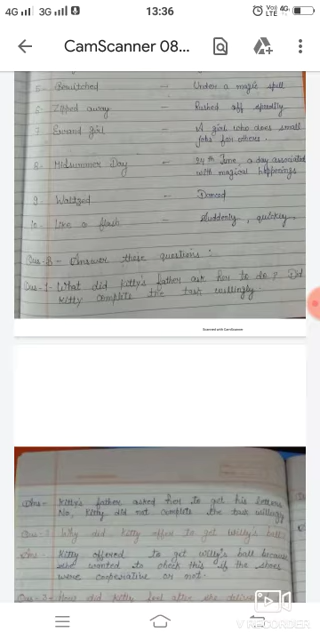 4G 3G 13:36 VoLTE 4G
CamScanner 08...
5. Bewitched — Under a magic spell
6. Zipped away — Rushed off speedily
7. Errand girl — A girl who does small
jobs for others.
8. Midsummer Day — 24th June, a day associated
with magical happenings
9. Waltzed — Danced
10. Like a flash — Suddenly, quickly
Que-B- Answer these questions:-
Que-1- What did Kitty's father ask her to do? Did
Kitty complete the task willingly.
Scanned with CamScanner
Ans- Kitty's father asked her to get his
No, Kitty did not complete the task willingly
Why did Kitty offer to get Willy's ball
Ans- Kitty offered to get Willy's ball because
she wanted to check this if the shoes
were cooperative or not.
Que-3- How did Kitty feel after she
V RECORDER